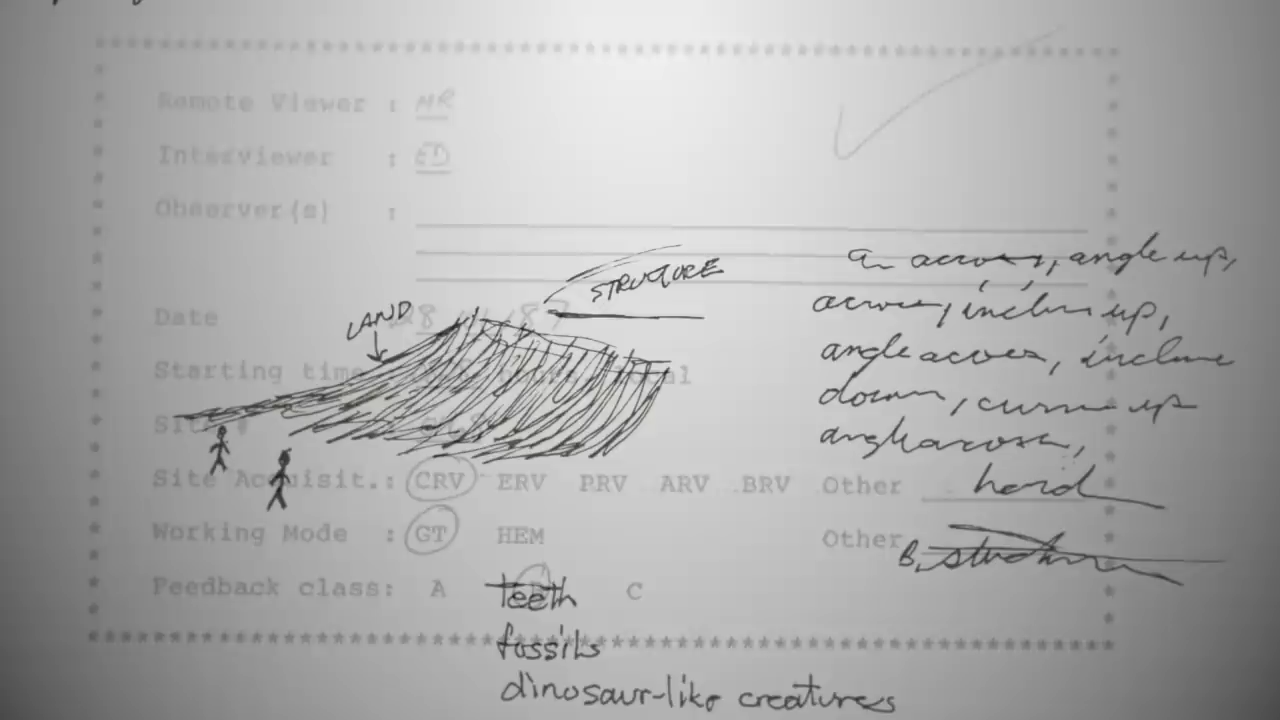 Remote Viewer : MR
Interviewer : ED
Observer(s) :
STRUCTURE
a across, angle up,
across, incline up,
LAND
Date
angle across, incline
Starting time
down, curve up
angle across,
Site Acquisit.: CRV ERV PRV ARV BRV Other hard
Working Mode : GT HEM Other
B, structure
Feedback class: A C
teeth
fossils
dinosaur-like creatures